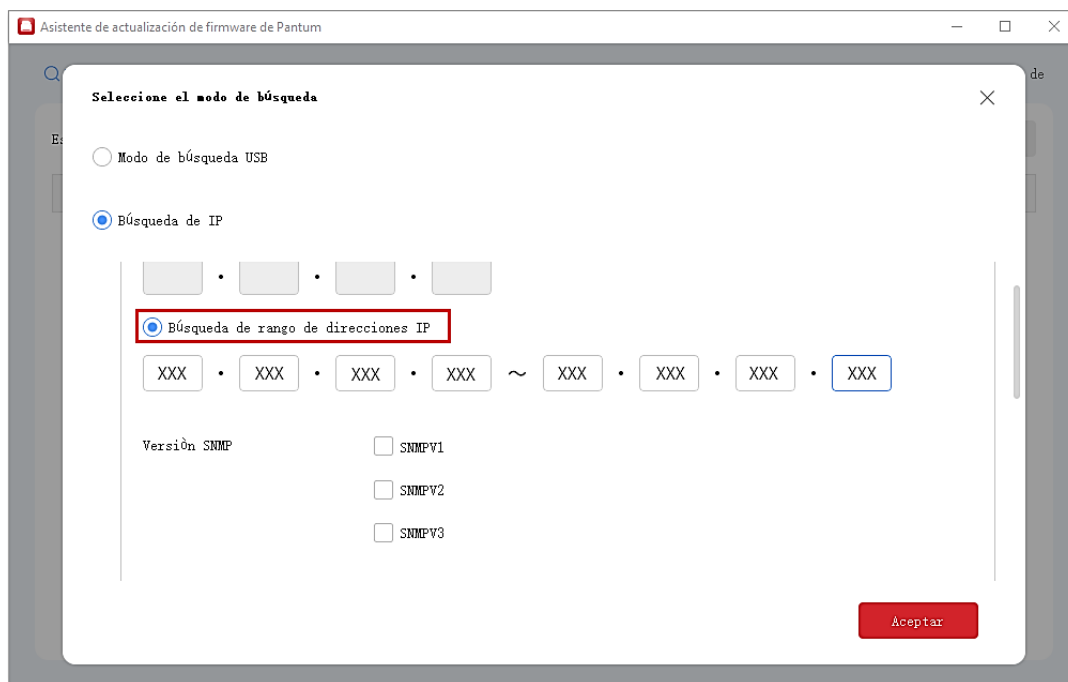 Asistente de actualización de firmware de Pantum
de
Seleccione el modo de búsqueda
Modo de búsqueda USB
Búsqueda de IP
Búsqueda de rango de direcciones IP
XXX . XXX . XXX . XXX ~ XXX . XXX . XXX . XXX
Versiòn SNMP
SNMPV1
SNMPV2
SNMPV3
Aceptar